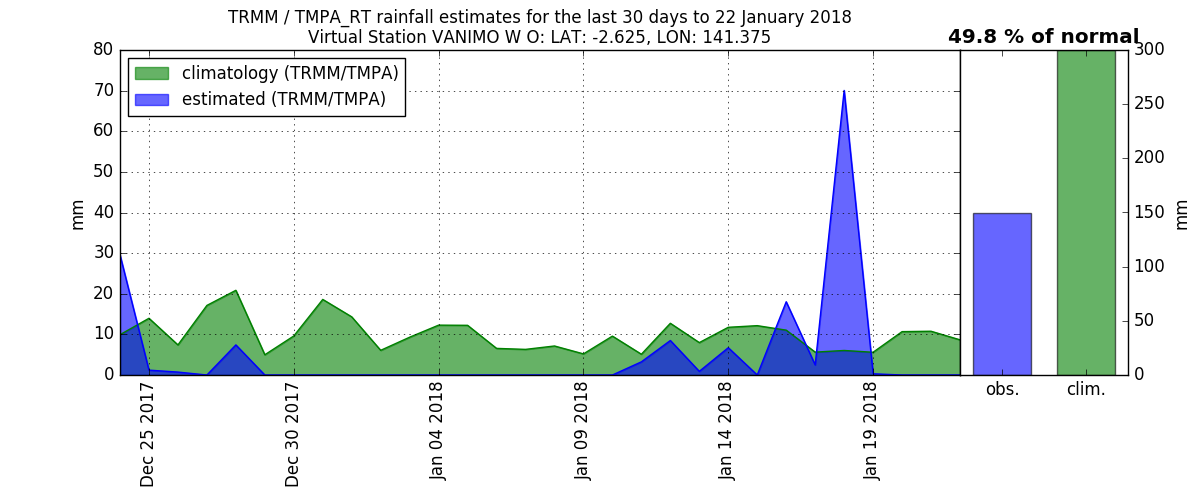 TRMM / TMPA_RT rainfall estimates for the last 30 days to 22 January 2018
Virtual Station VANIMO W O: LAT: -2.625, LON: 141.375
49.8 % of normal
climatology (TRMM/TMPA)
estimated (TRMM/TMPA)
80
70
60
50
40
30
20
10
0
mm
Dec 25 2017
Dec 30 2017
Jan 04 2018
Jan 09 2018
Jan 14 2018
Jan 19 2018
300
250
200
150
100
50
0
mm
obs.
clim.